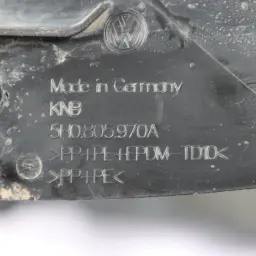 Made in Germany
KNB
5H0.805.970A
>PP+PE+EPDM-TD10<
>PP+PE<